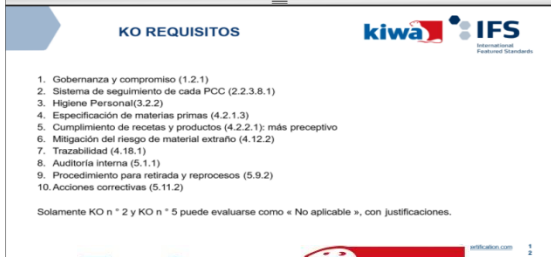 KO REQUISITOS
kiwa
IFS
International
Featured Standards
1. Gobernanza y compromiso (1.2.1)
2. Sistema de seguimiento de cada PCC (2.2.3.8.1)
3. Higiene Personal(3.2.2)
4. Especificación de materias primas (4.2.1.3)
5. Cumplimiento de recetas y productos (4.2.2.1): más preceptivo
6. Mitigación del riesgo de material extraño (4.12.2)
7. Trazabilidad (4.18.1)
8. Auditoría interna (5.1.1)
9. Procedimiento para retirada y reprocesos (5.9.2)
10. Acciones correctivas (5.11.2)
Solamente KO n ° 2 y KO n ° 5 puede evaluarse como « No aplicable », con justificaciones.
ertification.com
1
2